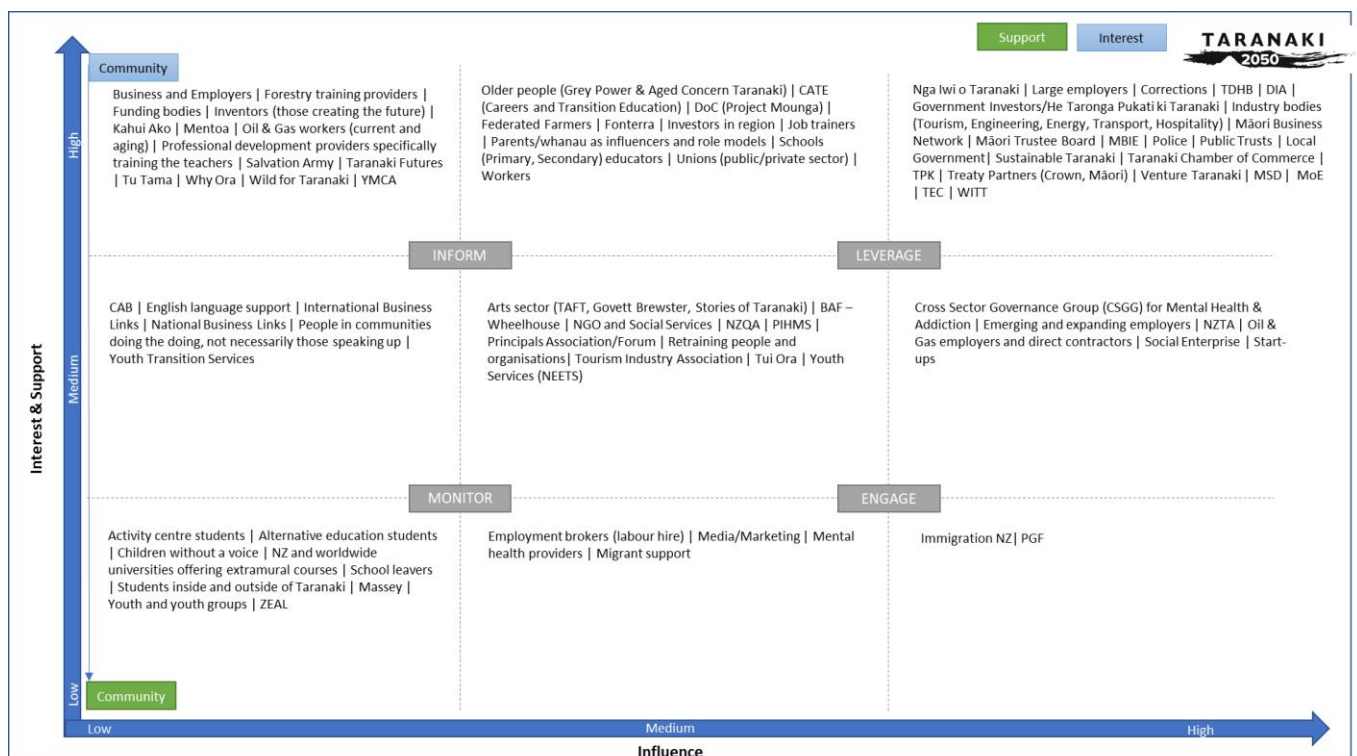 Support
Interest
TARANAKI
2050
Community
Business and Employers | Forestry training providers |
Funding bodies | Inventors (those creating the future) |
Kahui Ako | Mentoa | Oil & Gas workers (current and
aging) | Professional development providers specifically
training the teachers | Salvation Army | Taranaki Futures
| Tu Tama | Why Ora | Wild for Taranaki | YMCA
Older people (Grey Power & Aged Concern Taranaki) | CATE
(Careers and Transition Education) | DoC (Project Mounga) |
Federated Farmers | Fonterra | Investors in region | Job trainers
| Parents/whanau as influencers and role models | Schools
(Primary, Secondary) educators | Unions (public/private sector) |
Workers
Nga Iwi o Taranaki | Large employers | Corrections | TDHB | DIA |
Government Investors/He Taronga Pukati ki Taranaki | Industry bodies
(Tourism, Engineering, Energy, Transport, Hospitality) | Māori Business
Network | Māori Trustee Board | MBIE | Police | Public Trusts | Local
Government| Sustainable Taranaki | Taranaki Chamber of Commerce |
TPK | Treaty Partners (Crown, Māori) | Venture Taranaki | MSD | MoE
| TEC | WITT
High
INFORM
LEVERAGE
CAB | English language support | International Business
Links | National Business Links | People in communities
doing the doing, not necessarily those speaking up |
Youth Transition Services
Arts sector (TAFT, Govett Brewster, Stories of Taranaki) | BAF –
Wheelhouse | NGO and Social Services | NZQA | PIHMS |
Principals Association/Forum | Retraining people and
organisations| Tourism Industry Association | Tui Ora | Youth
Services (NEETS)
Cross Sector Governance Group (CSGG) for Mental Health &
Addiction | Emerging and expanding employers | NZTA | Oil &
Gas employers and direct contractors | Social Enterprise | Start-
ups
Medium
Interest & Support
MONITOR
ENGAGE
Activity centre students | Alternative education students
| Children without a voice | NZ and worldwide
universities offering extramural courses | School leavers
| Students inside and outside of Taranaki | Massey |
Youth and youth groups | ZEAL
Employment brokers (labour hire) | Media/Marketing | Mental
health providers | Migrant support
Immigration NZ| PGF
Low
Community
Low
Medium
High
Influence